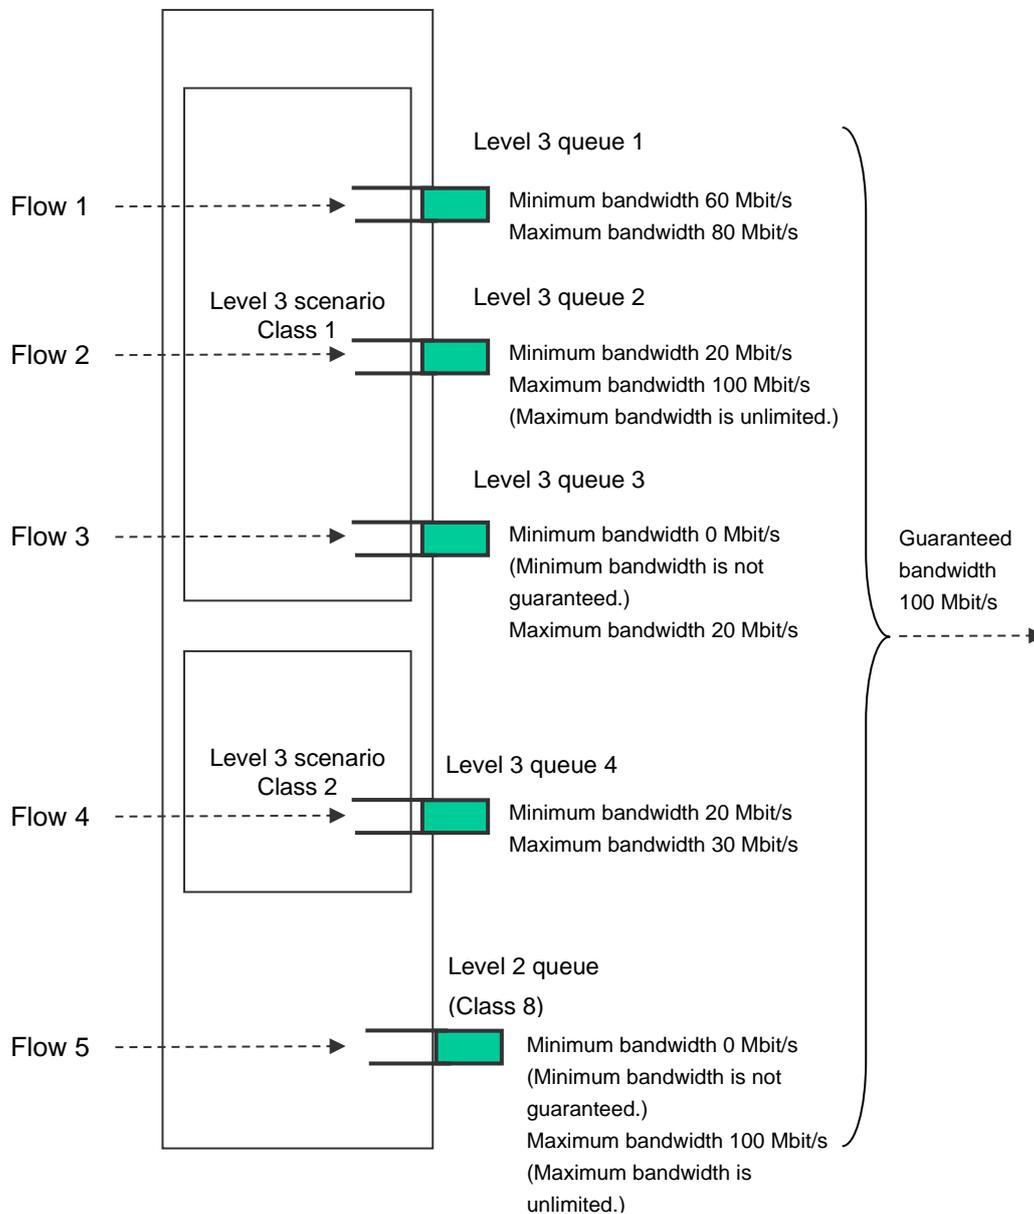 Level 3 queue 1
Flow 1
Minimum bandwidth 60 Mbit/s
Maximum bandwidth 80 Mbit/s
Level 3 scenario
Class 1
Level 3 queue 2
Flow 2
Minimum bandwidth 20 Mbit/s
Maximum bandwidth 100 Mbit/s
(Maximum bandwidth is unlimited.)
Level 3 queue 3
Flow 3
Minimum bandwidth 0 Mbit/s
(Minimum bandwidth is not
guaranteed.)
Maximum bandwidth 20 Mbit/s
Guaranteed
bandwidth
100 Mbit/s
Level 3 scenario
Class 2
Level 3 queue 4
Flow 4
Minimum bandwidth 20 Mbit/s
Maximum bandwidth 30 Mbit/s
Level 2 queue
(Class 8)
Flow 5
Minimum bandwidth 0 Mbit/s
(Minimum bandwidth is not
guaranteed.)
Maximum bandwidth 100 Mbit/s
(Maximum bandwidth is
unlimited.)